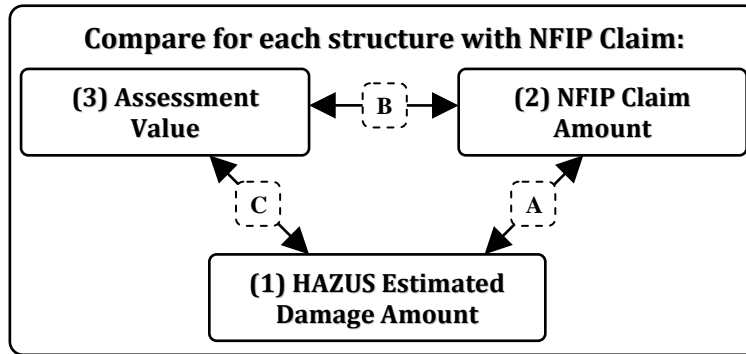 Compare for each structure with NFIP Claim:
(3) Assessment
Value
B
(2) NFIP Claim
Amount
C
A
(1) HAZUS Estimated
Damage Amount